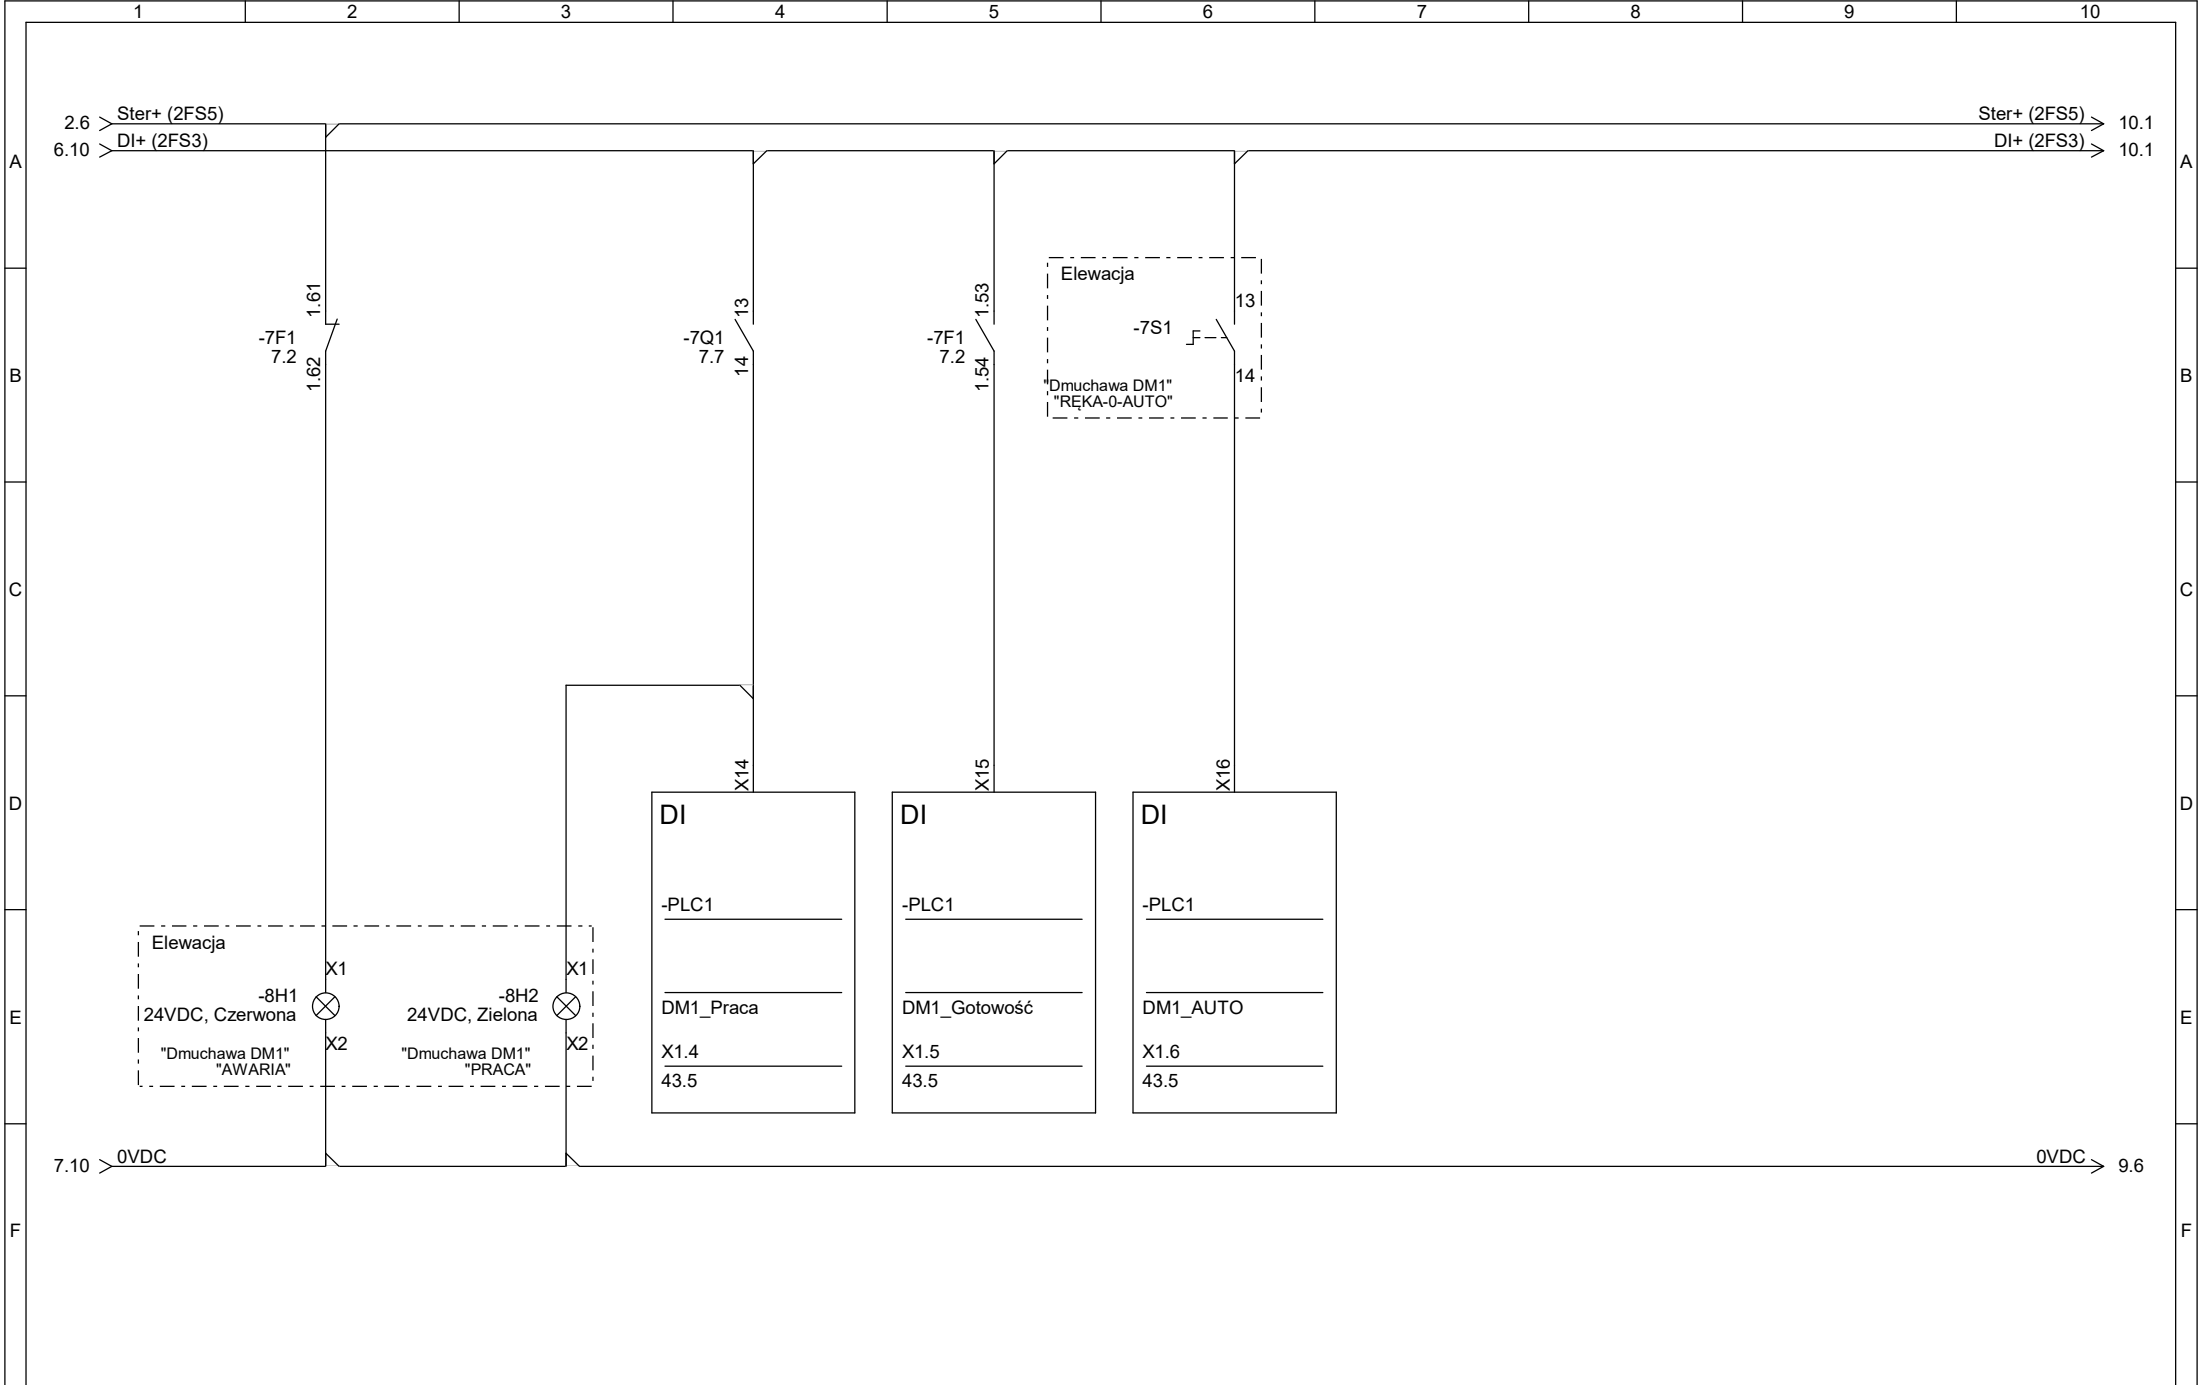 1 2 3 4 5 6 7 8 9 10
2.6 Ster+ (2FS5) Ster+ (2FS5) 10.1
6.10 DI+ (2FS3) DI+ (2FS3) 10.1
A A
Elewacja
1.61 13 1.53 13
-7F1 -7Q1 -7F1 -7S1
7.2 7.7 7.2
1.62 14 1.54 14
B B
"Dmuchawa DM1"
"RĘKA-0-AUTO"
C C
X14 X15 X16
D D
DI DI DI
-PLC1 -PLC1 -PLC1
Elewacja
X1 X1
-8H1 -8H2
24VDC, Czerwona 24VDC, Zielona
DM1_Praca DM1_Gotowość DM1_AUTO
E E
X2 X2
"Dmuchawa DM1" "Dmuchawa DM1"
"AWARIA" "PRACA"
X1.4 X1.5 X1.6
43.5 43.5 43.5
7.10 0VDC 0VDC 9.6
F F